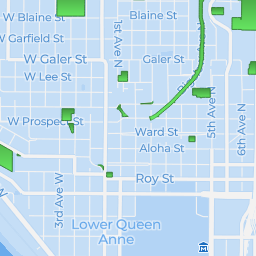 W Blaine St
Blaine St
W Garfield St
1st Ave N
W Galer St
Galer St
W Lee St
5th Ave N
6th Ave N
W Prospect St
Ward St
Aloha St
Roy St
3rd Ave W
N
Lower Queen
Anne